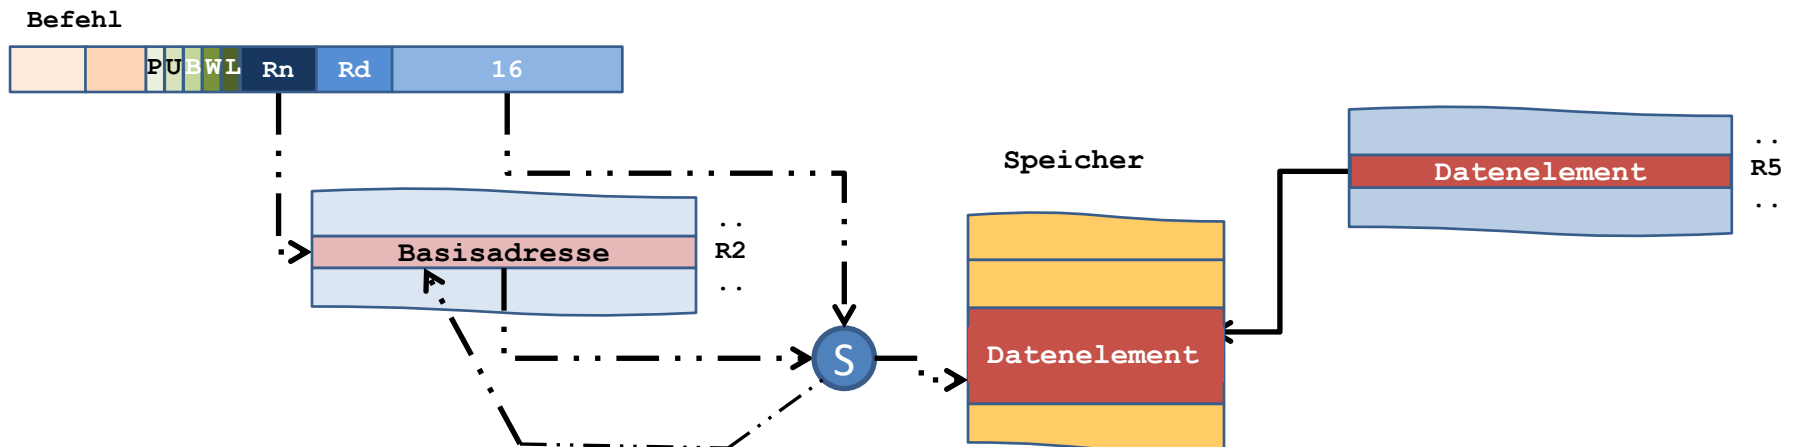 Befehl
P U B W L Rn Rd 16
Speicher
..
Datenelement R5
..
..
Basisadresse R2
..
S
Datenelement